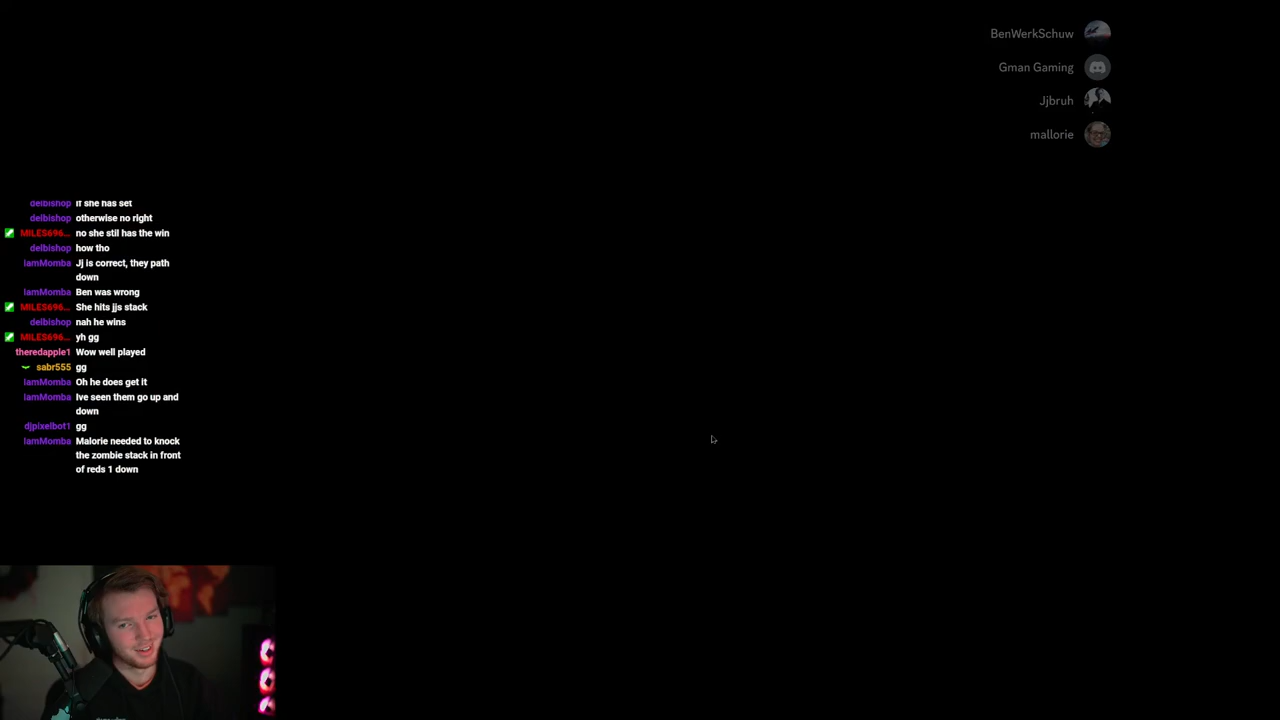 BenWerkSchuw
Gman Gaming
Jjbruh
mallorie
delbishop if she has set
delbishop otherwise no right
MILES696... no she stil has the win
delbishop how tho
IamMomba Jj is correct, they path
down
IamMomba Ben was wrong
MILES696... She hits jjs stack
delbishop nah he wins
MILES696... yh gg
theredapple1 Wow well played
sabr555 gg
IamMomba Oh he does get it
IamMomba Ive seen them go up and
down
djpixelbot1 gg
IamMomba Malorie needed to knock
the zombie stack in front
of reds 1 down